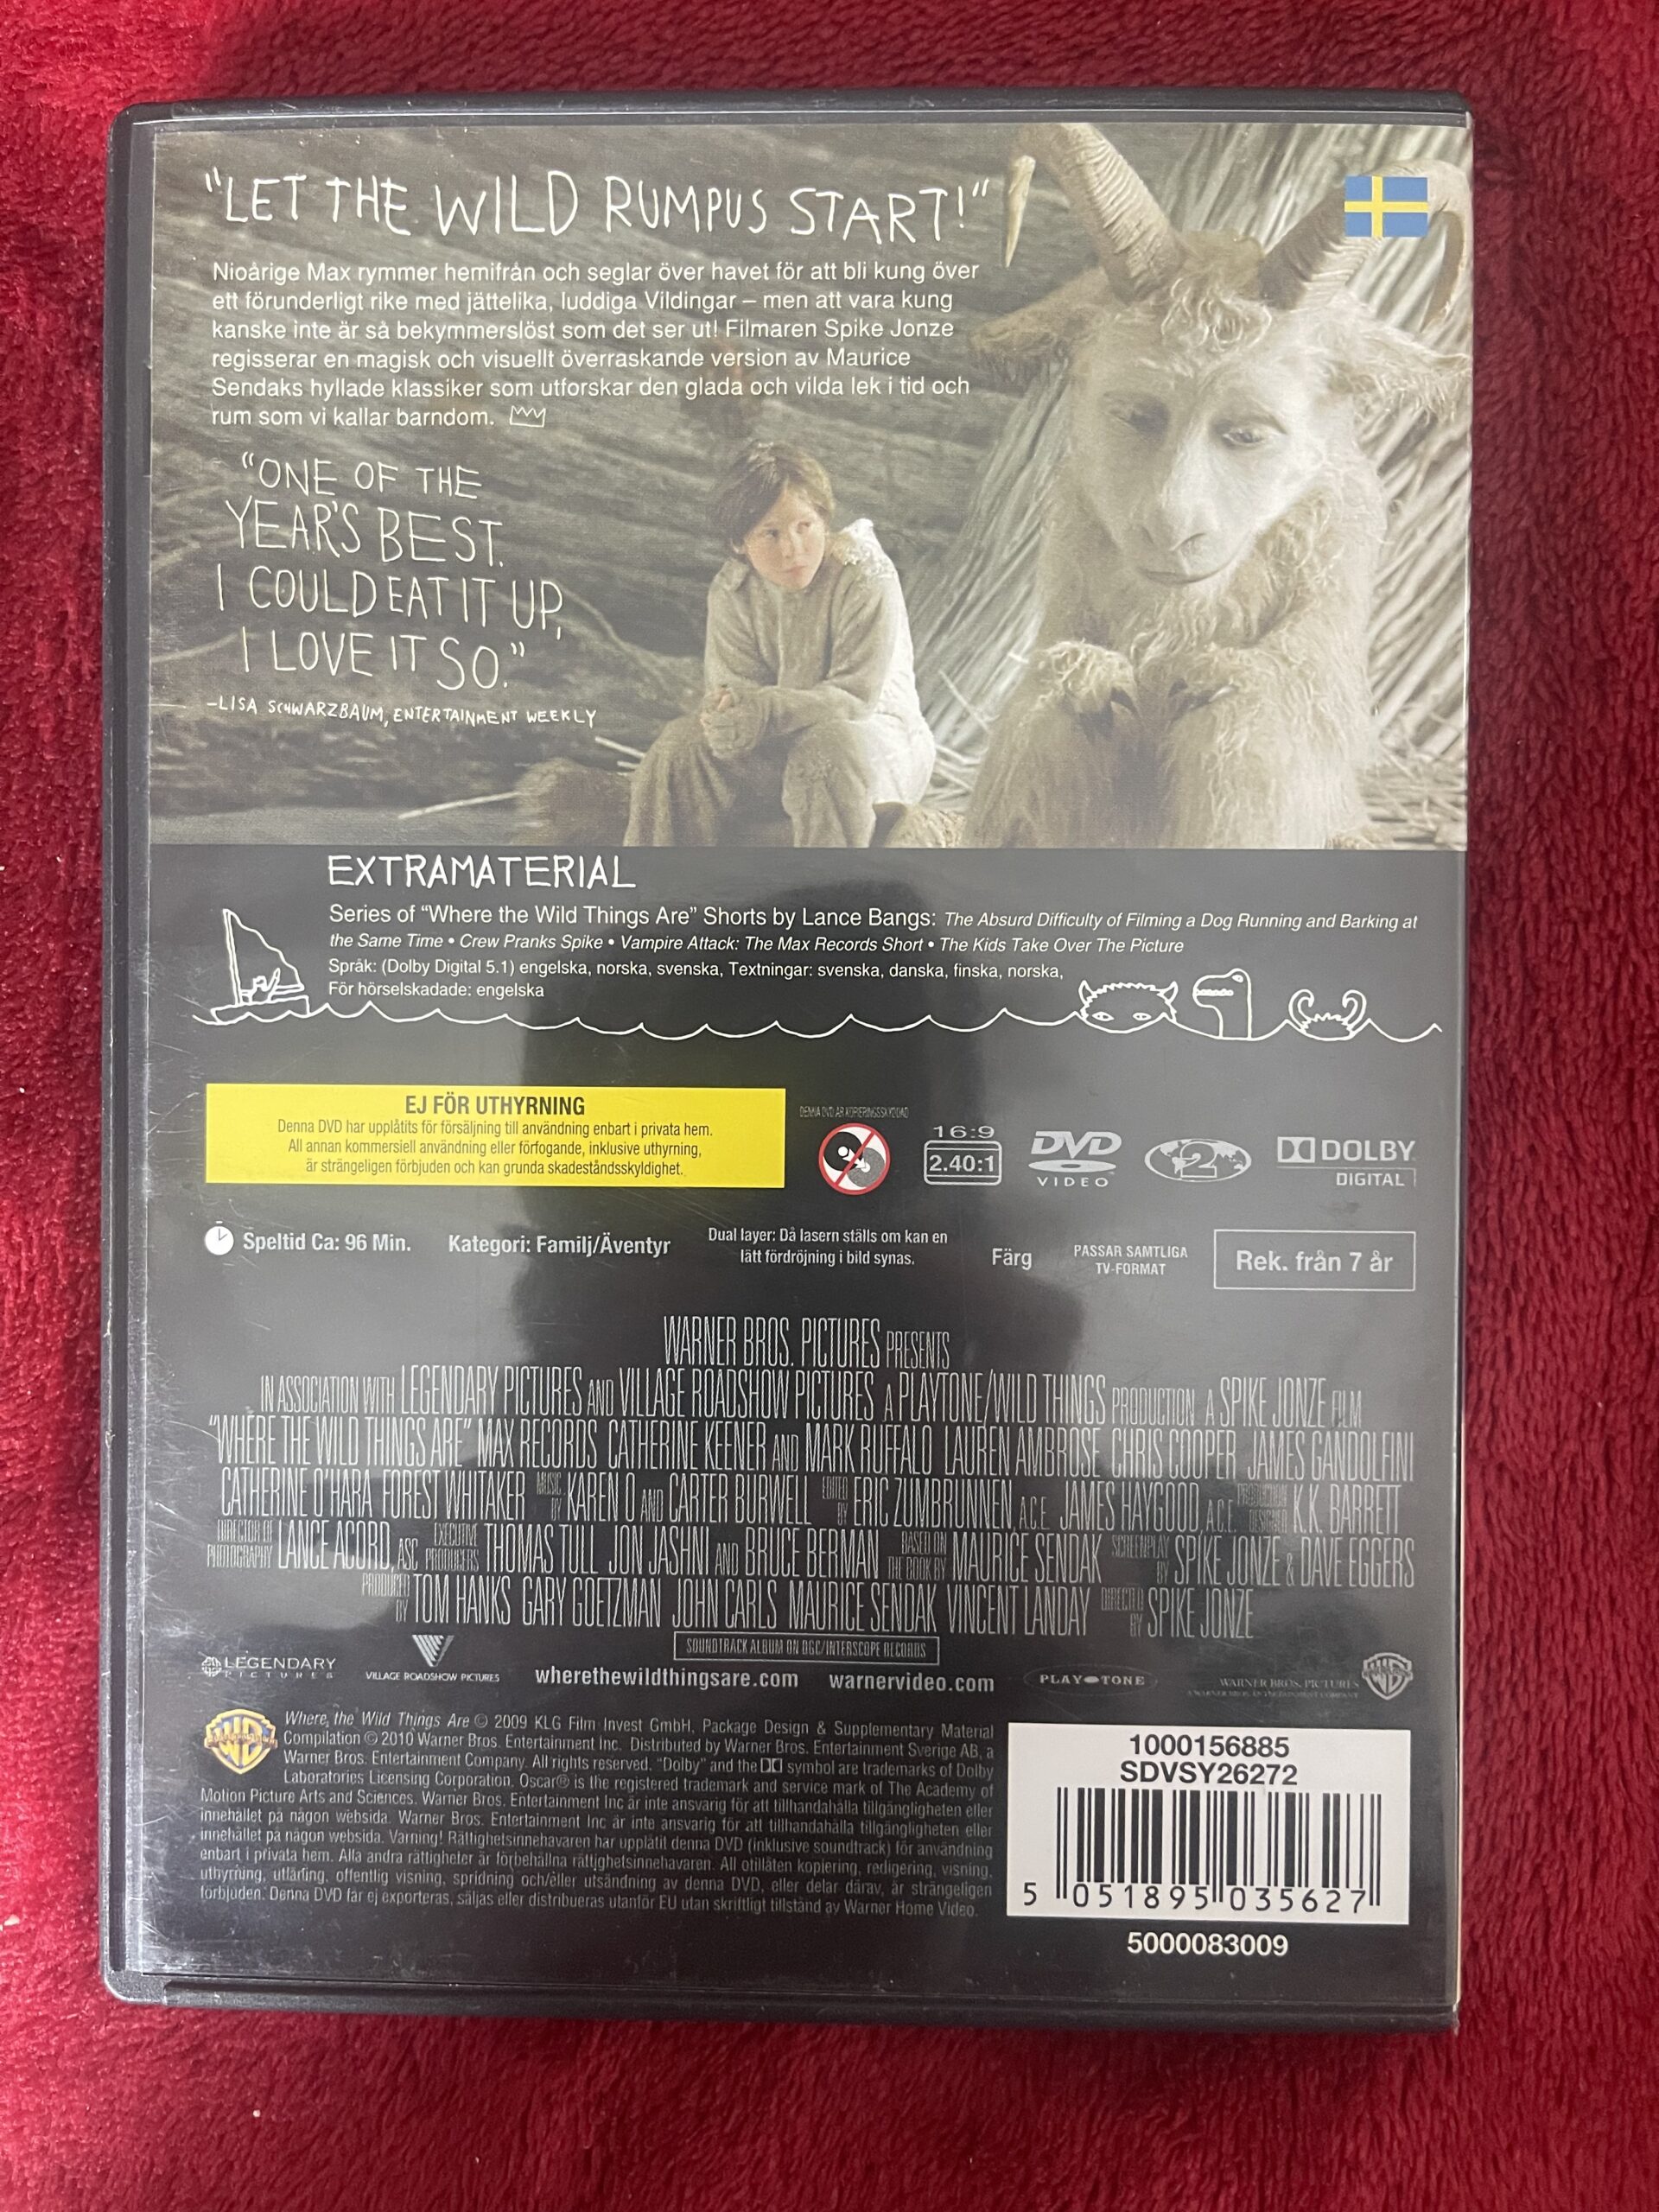 "LET THE WILD RUMPUS START!"
Nioårige Max rymmer hemifrån och seglar över havet för att bli kung över
ett förunderligt rike med jättelika, luddiga Vildingar – men att vara kung
kanske inte är så bekymmerslöst som det ser ut! Filmaren Spike Jonze
regisserar en magisk och visuellt överraskande version av Maurice
Sendaks hyllade klassiker som utforskar den glada och vilda lek i tid och
rum som vi kallar barndom.
"ONE OF THE
YEAR'S BEST.
I COULD EAT IT UP,
I LOVE IT SO."
-LISA SCHWARZBAUM, ENTERTAINMENT WEEKLY
EXTRAMATERIAL
Series of "Where the Wild Things Are" Shorts by Lance Bangs: The Absurd Difficulty of Filming a Dog Running and Barking at
the Same Time • Crew Pranks Spike • Vampire Attack: The Max Records Short • The Kids Take Over The Picture
Språk: (Dolby Digital 5.1) engelska, norska, svenska, Textningar: svenska, danska, finska, norska,
För hörselskadade: engelska
EJ FÖR UTHYRNING
Denna DVD har upplåtits för försäljning till användning enbart i privata hem.
All annan kommersiell användning eller förfogande, inklusive uthyrning,
är strängeligen förbjuden och kan grunda skadeståndsskyldighet.
DENNA DVD ÄR KOPIERINGSSKYDDAD
16:9
2.40:1
DVD
VIDEO
2
DOLBY
DIGITAL
Speltid Ca: 96 Min.
Kategori: Familj/Äventyr
Dual layer: Då lasern ställs om kan en
lätt fördröjning i bild synas.
Färg
PASSAR SAMTLIGA
TV-FORMAT
Rek. från 7 år
WARNER BROS. PICTURES PRESENTS
IN ASSOCIATION WITH LEGENDARY PICTURES AND VILLAGE ROADSHOW PICTURES A PLAYTONE/WILD THINGS PRODUCTION A SPIKE JONZE FILM
"WHERE THE WILD THINGS ARE" MAX RECORDS CATHERINE KEENER AND MARK RUFFALO LAUREN AMBROSE CHRIS COOPER JAMES GANDOLFINI
CATHERINE O'HARA FOREST WHITAKER MUSIC BY KAREN O AND CARTER BURWELL EDITED BY ERIC ZUMBRUNNEN, A.C.E. JAMES HAYGOOD, A.C.E. PRODUCTION DESIGNER K.K. BARRETT
DIRECTOR OF PHOTOGRAPHY LANCE ACORD, ASC EXECUTIVE PRODUCERS THOMAS TULL JON JASHNI AND BRUCE BERMAN BASED ON THE BOOK BY MAURICE SENDAK SCREENPLAY BY SPIKE JONZE & DAVE EGGERS
PRODUCED BY TOM HANKS GARY GOETZMAN JOHN CARLS MAURICE SENDAK VINCENT LANDAY DIRECTED BY SPIKE JONZE
SOUNDTRACK ALBUM ON DGC/INTERSCOPE RECORDS
LEGENDARY
PICTURES
VILLAGE ROADSHOW PICTURES
wherethewildthingsare.com
warnervideo.com
PLAY-TONE
WARNER BROS. PICTURES
Where, the Wild Things Are © 2009 KLG Film Invest GmbH, Package Design & Supplementary Material
Compilation © 2010 Warner Bros. Entertainment Inc. Distributed by Warner Bros. Entertainment Sverige AB, a
Warner Bros. Entertainment Company. All rights reserved. "Dolby" and the symbol are trademarks of Dolby
Laboratories Licensing Corporation. Oscar® is the registered trademark and service mark of The Academy of
Motion Picture Arts and Sciences. Warner Bros. Entertainment Inc är inte ansvarig för att tillhandahålla tillgängligheten eller
innehållet på någon websida. Warner Bros. Entertainment Inc är inte ansvarig för att tillhandahålla tillgängligheten eller
innehållet på någon websida. Varning! Rättighetsinnehavaren har upplåtit denna DVD (inklusive soundtrack) för användning
enbart i privata hem. Alla andra rättigheter är förbehållna rättighetsinnehavaren. All otillåten kopiering, redigering, visning,
uthyrning, utlåning, offentlig visning, spridning och/eller utsändning av denna DVD, eller delar därav, är strängeligen
förbjuden. Denna DVD får ej exporteras, säljas eller distribueras utanför EU utan skriftligt tillstånd av Warner Home Video.
1000156885
SDVSY26272
5 051895 035627
5000083009